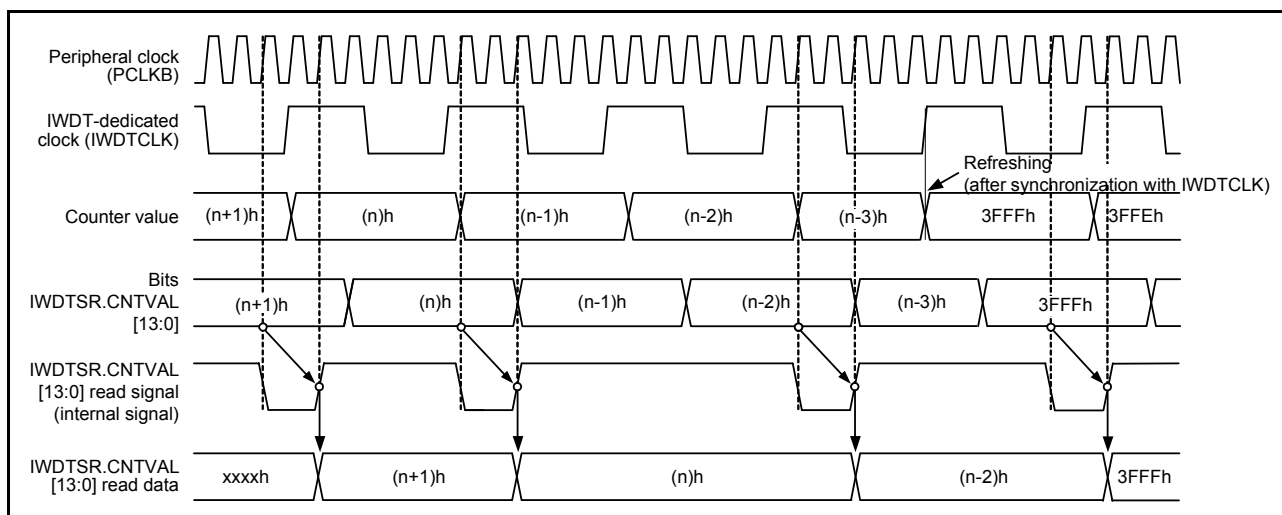 Peripheral clock
(PCLKB)
IWDT-dedicated
clock (IWDTCLK)
Refreshing
(after synchronization with IWDTCLK)
Counter value
(n+1)h
(n)h
(n-1)h
(n-2)h
(n-3)h
3FFFh
3FFEh
Bits
IWDTSR.CNTVAL
[13:0]
(n+1)h
(n)h
(n-1)h
(n-2)h
(n-3)h
3FFFh
IWDTSR.CNTVAL
[13:0] read signal
(internal signal)
IWDTSR.CNTVAL
[13:0] read data
xxxxh
(n+1)h
(n)h
(n-2)h
3FFFh